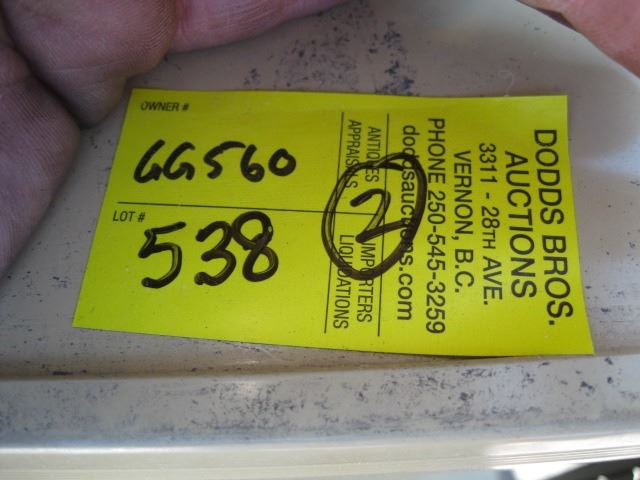 DODDS BROS.
AUCTIONS
3311 - 28TH AVE.
VERNON, B.C.
PHONE 250-545-3259
doddsauctions.com
ANTIQUES IMPORTERS
APPRAISALS LIQUIDATIONS
2
OWNER #
GG560
LOT #
538